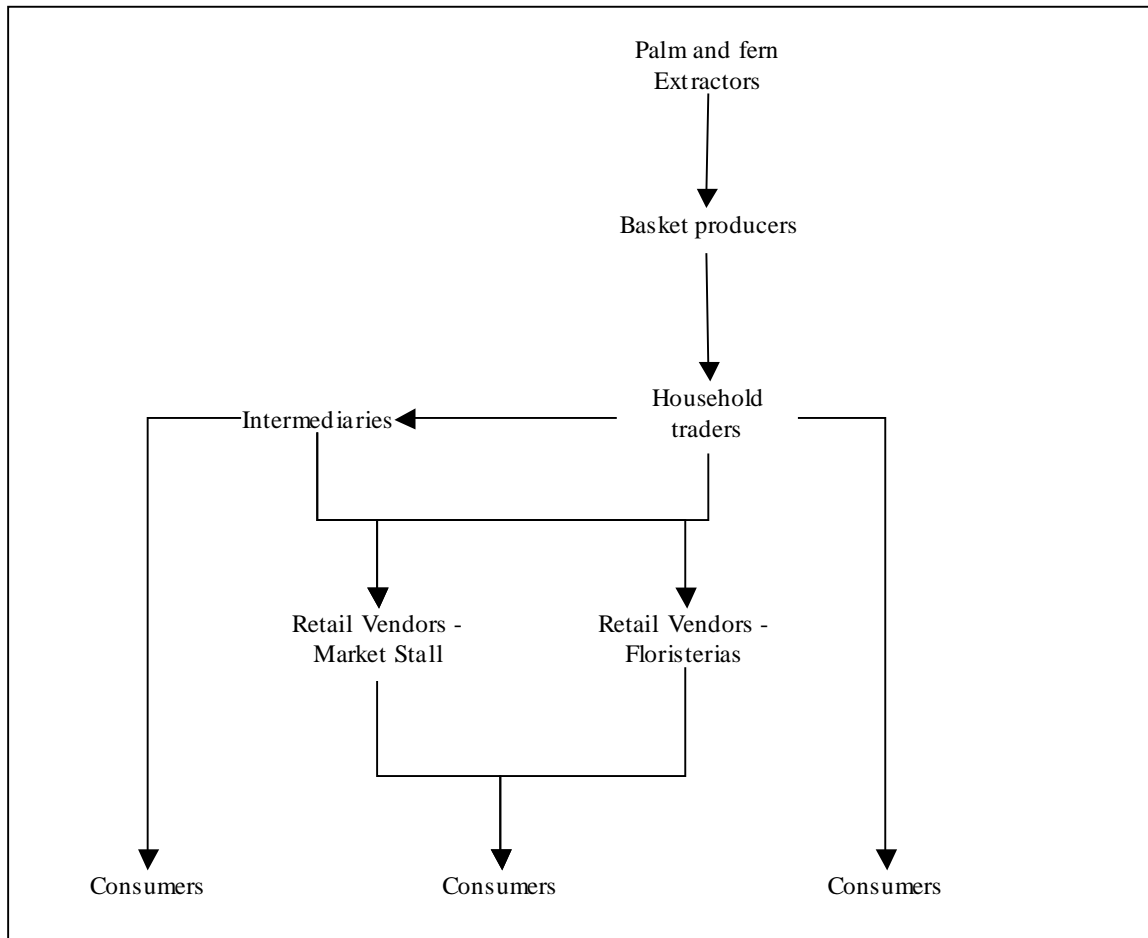 Palm and fern
Extractors
Basket producers
Household
traders
Intermediaries
Retail Vendors -
Market Stall
Retail Vendors -
Floristerias
Consumers
Consumers
Consumers